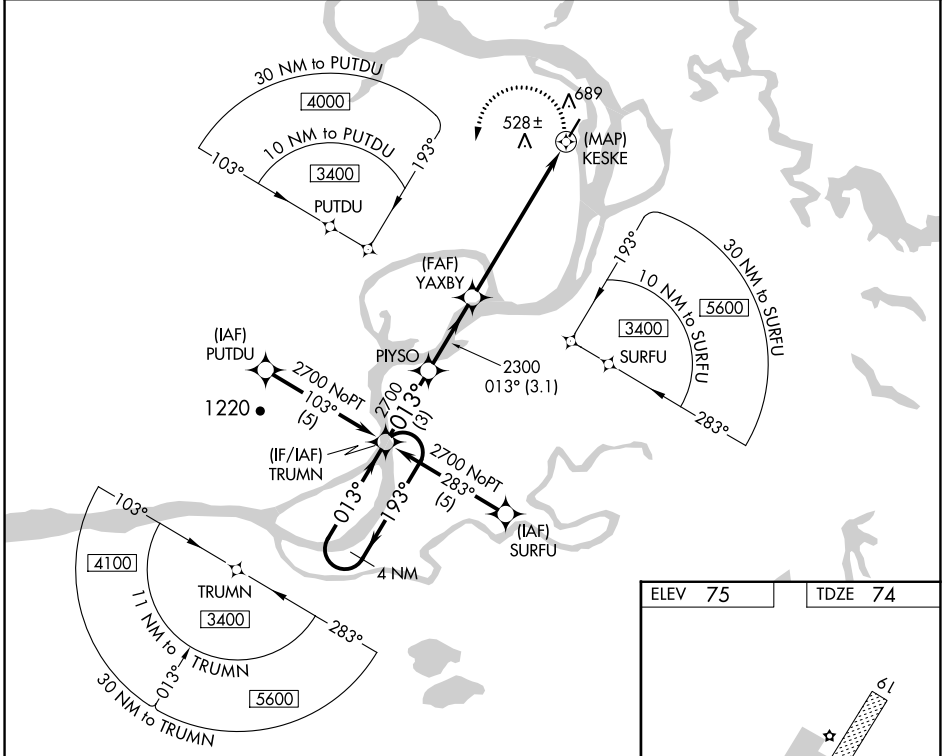 30 NM to PUTDU
4000
10 NM to PUTDU
3400
103°
193°
PUTDU
528±
689
(MAP)
KESKE
(FAF)
YAXBY
193°
30 NM to SURFU
10 NM to SURFU
5600
3400
SURFU
283°
(IAF)
PUTDU
PIYSO
2300
013° (3.1)
2700 NoPT
103°
(5)
1220
2700
013°
(3)
(IF/IAF)
TRUMN
2700 NoPT
283°
(5)
013°
193°
(IAF)
SURFU
4 NM
103°
4100
TRUMN
3400
283°
11 NM to TRUMN
013°
30 NM to TRUMN
5600
ELEV 75
TDZE 74
19